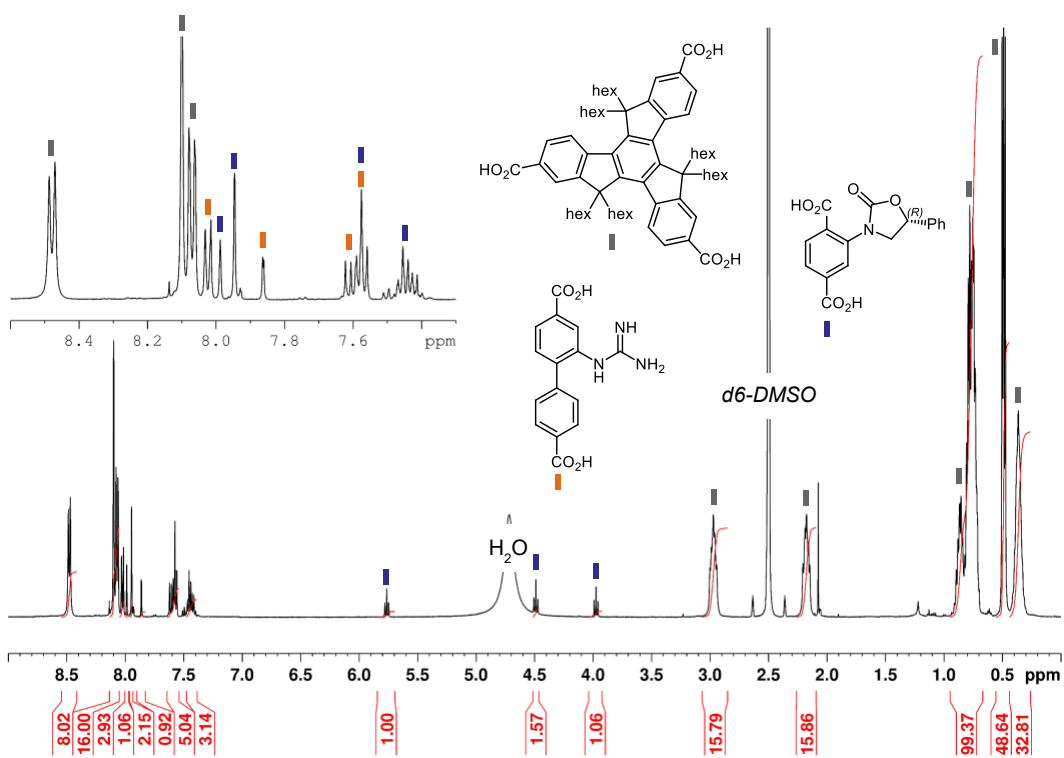 CO₂H
hex
hex
hex
HO₂C
hex
hex
hex
CO₂H
O
O
(R)
Ph
HO₂C
N
CO₂H
CO₂H
NH
N
H
NH₂
CO₂H
8.4 8.2 8.0 7.8 7.6 ppm
d6-DMSO
H₂O
8.5 8.0 7.5 7.0 6.5 6.0 5.5 5.0 4.5 4.0 3.5 3.0 2.5 2.0 1.5 1.0 0.5 ppm
8.02
16.00
2.93
1.06
2.15
0.92
5.04
3.14
1.00
1.57
1.06
15.79
15.86
99.37
48.64
32.81